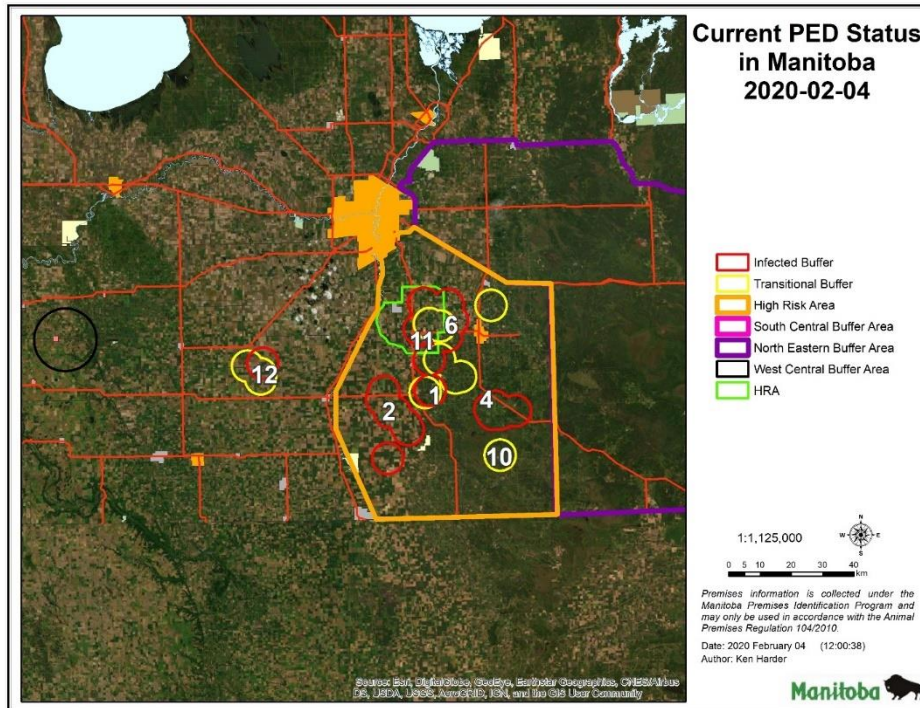 Current PED Status
in Manitoba
2020-02-04
Infected Buffer
Transitional Buffer
High Risk Area
South Central Buffer Area
North Eastern Buffer Area
West Central Buffer Area
HRA
6
11
12
1
4
2
10
1:1,125,000
N
W
E
S
0 5 10 20 30 40
km
Premises information is collected under the
Manitoba Premises Identification Program and
may only be used in accordance with the Animal
Premises Regulation 104/2010.
Date: 2020 February 04 (12:00:38)
Author: Ken Harder
Source: Esri, DigitalGlobe, GeoEye, Earthstar Geographics, CNES/Airbus
DS, USDA, USGS, AeroGRID, IGN, and the GIS User Community
Manitoba